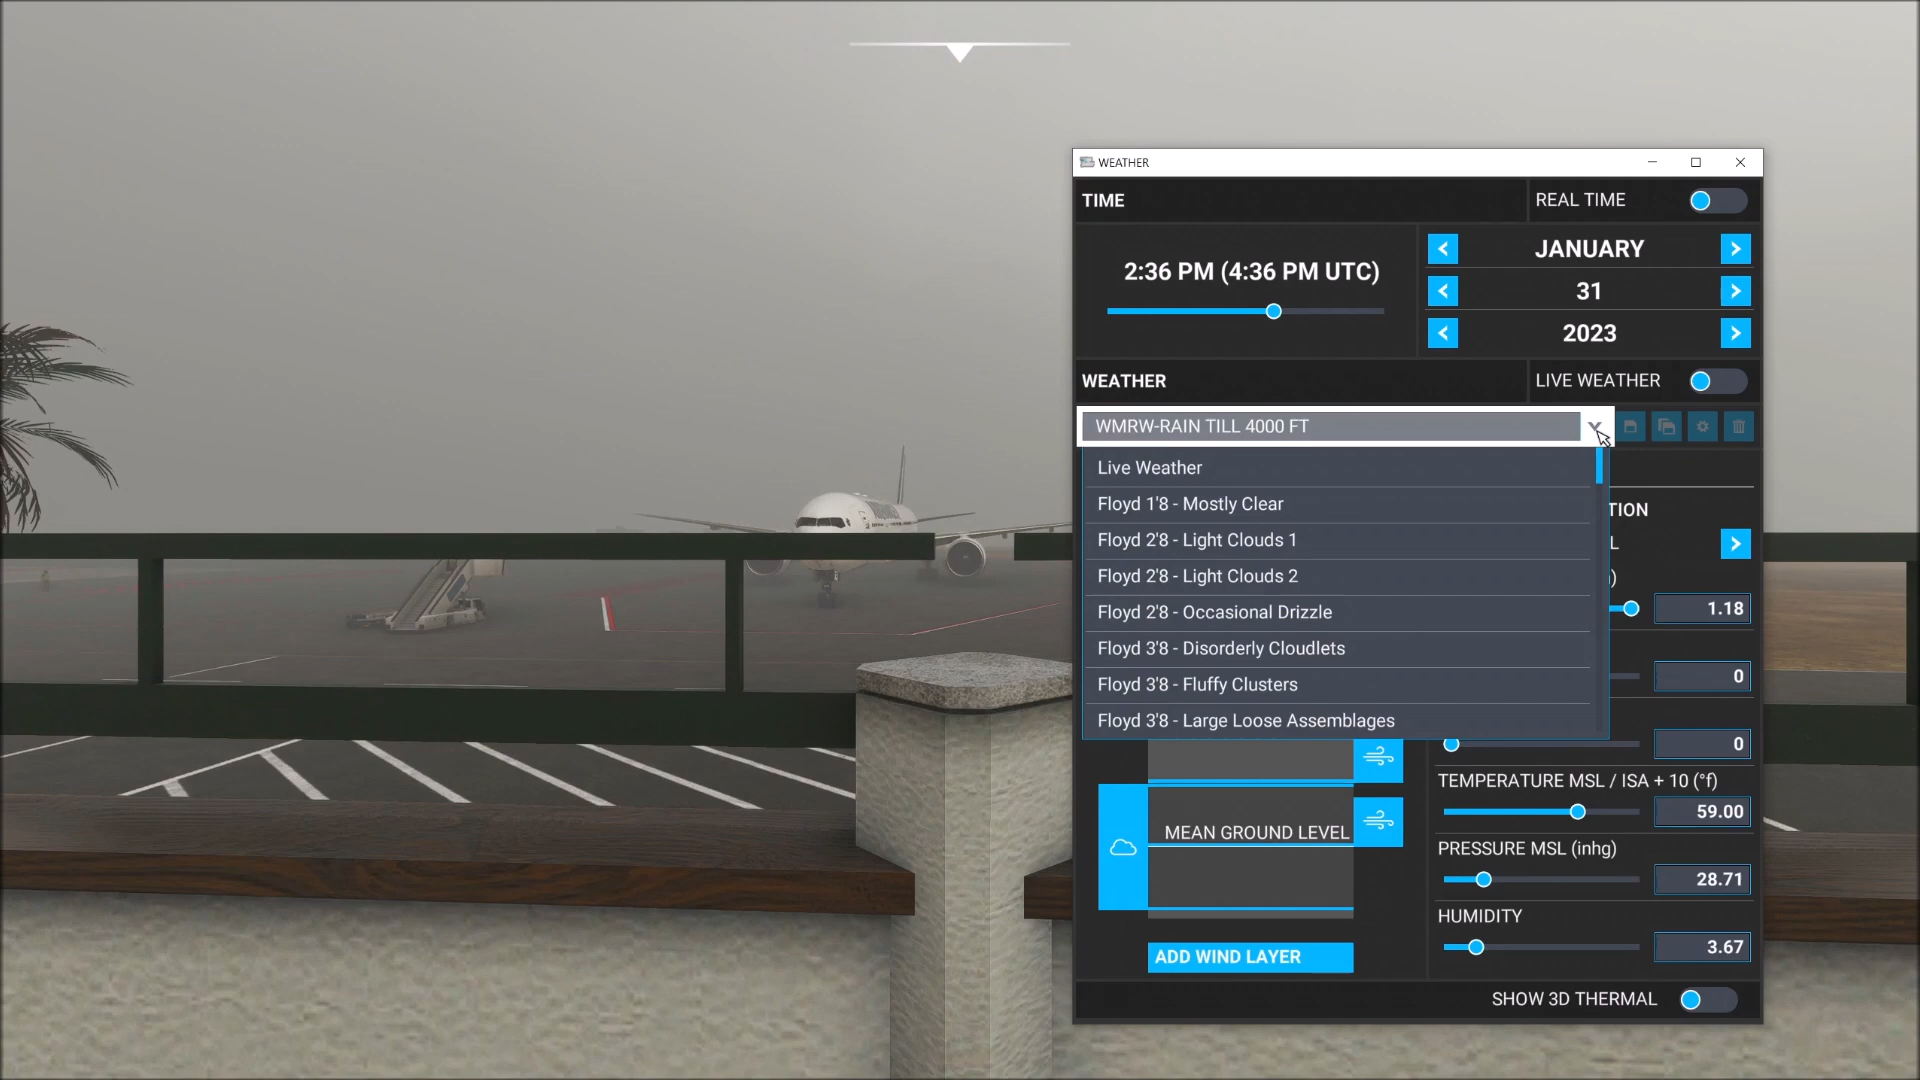 WEATHER
TIME
REAL TIME
2:36 PM (4:36 PM UTC)
JANUARY
31
2023
WEATHER
LIVE WEATHER
WMRW-RAIN TILL 4000 FT
Live Weather
Floyd 1'8 - Mostly Clear
Floyd 2'8 - Light Clouds 1
Floyd 2'8 - Light Clouds 2
Floyd 2'8 - Occasional Drizzle
Floyd 3'8 - Disorderly Cloudlets
Floyd 3'8 - Fluffy Clusters
Floyd 3'8 - Large Loose Assemblages
TION
L
)
1.18
0
0
TEMPERATURE MSL / ISA + 10 (°f)
59.00
MEAN GROUND LEVEL
PRESSURE MSL (inhg)
28.71
HUMIDITY
3.67
ADD WIND LAYER
SHOW 3D THERMAL